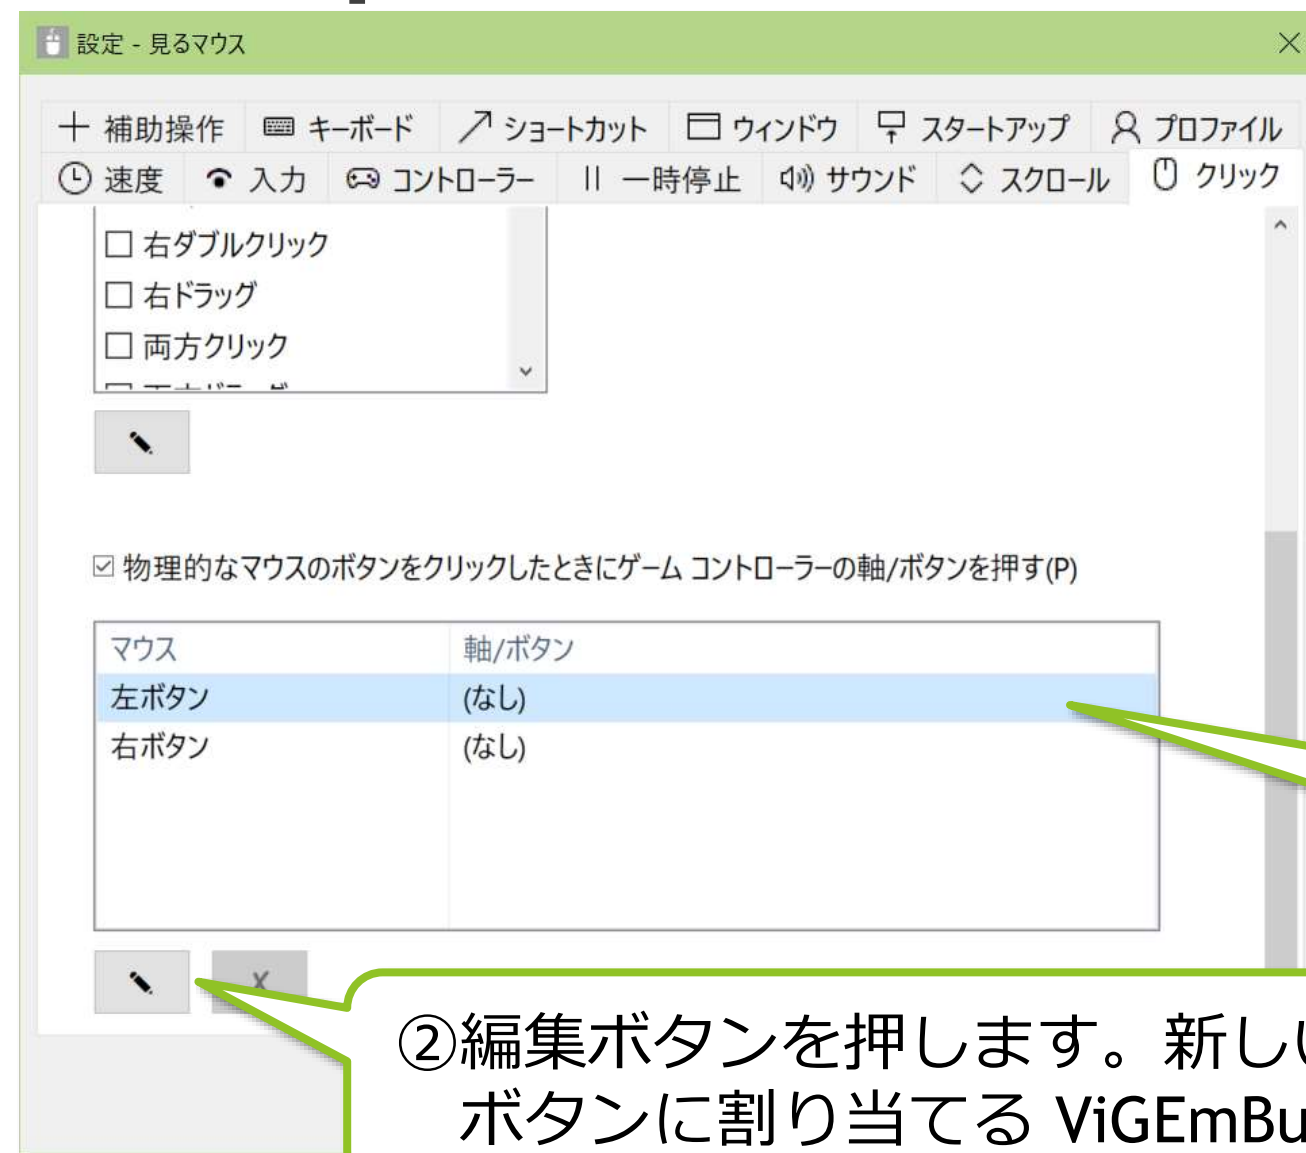 設定 - 見るマウス
補助操作 キーボード ショートカット ウィンドウ スタートアップ プロファイル
速度 入力 コントローラー 一時停止 サウンド スクロール クリック
右ダブルクリック
右ドラッグ
両方クリック
物理的なマウスのボタンをクリックしたときにゲーム コントローラーの軸/ボタンを押す(P)
マウス 軸/ボタン
左ボタン (なし)
右ボタン (なし)
X
②編集ボタンを押します。新しい
ボタンに割り当てる ViGEmBu